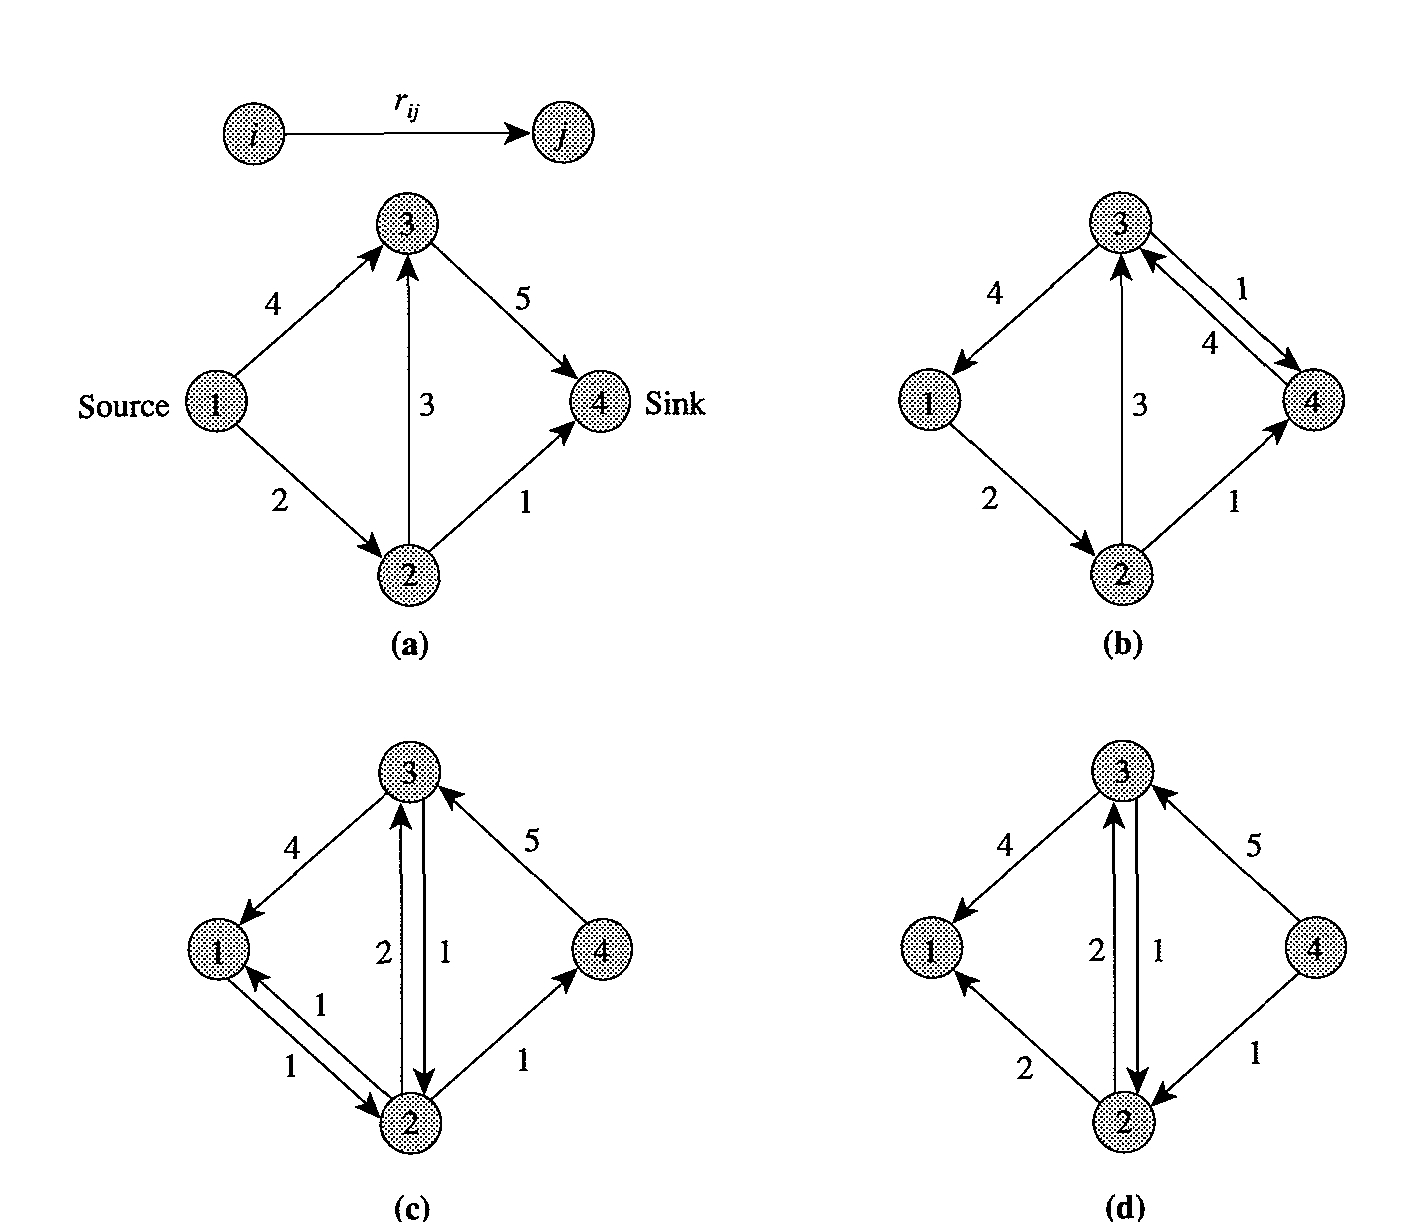 r_ij
i j
3 3
4 5 4 1
4
Source 1 3 4 Sink 1 3 4
2 1 2 1
2 2
(a) (b)
3 3
4 5 4 5
1 2 1 4 1 2 1 4
1
1 1 2 1
2 2
(c) (d)